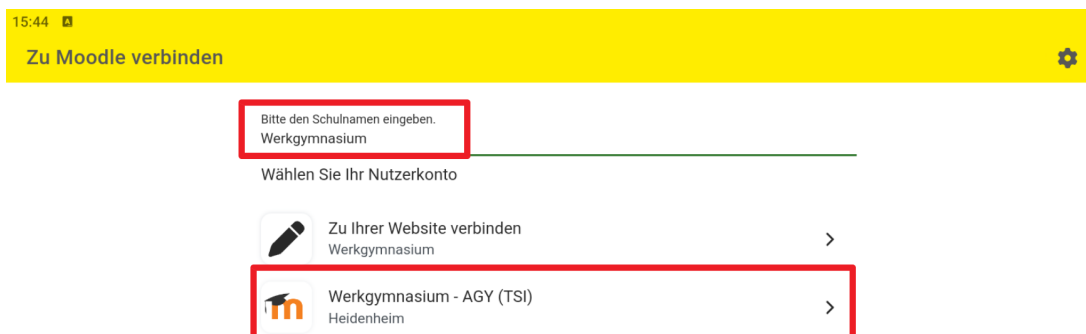 15:44
Zu Moodle verbinden
Bitte den Schulnamen eingeben.
Werkgymnasium
Wählen Sie Ihr Nutzerkonto
Zu Ihrer Website verbinden
Werkgymnasium
Werkgymnasium - AGY (TSI)
Heidenheim